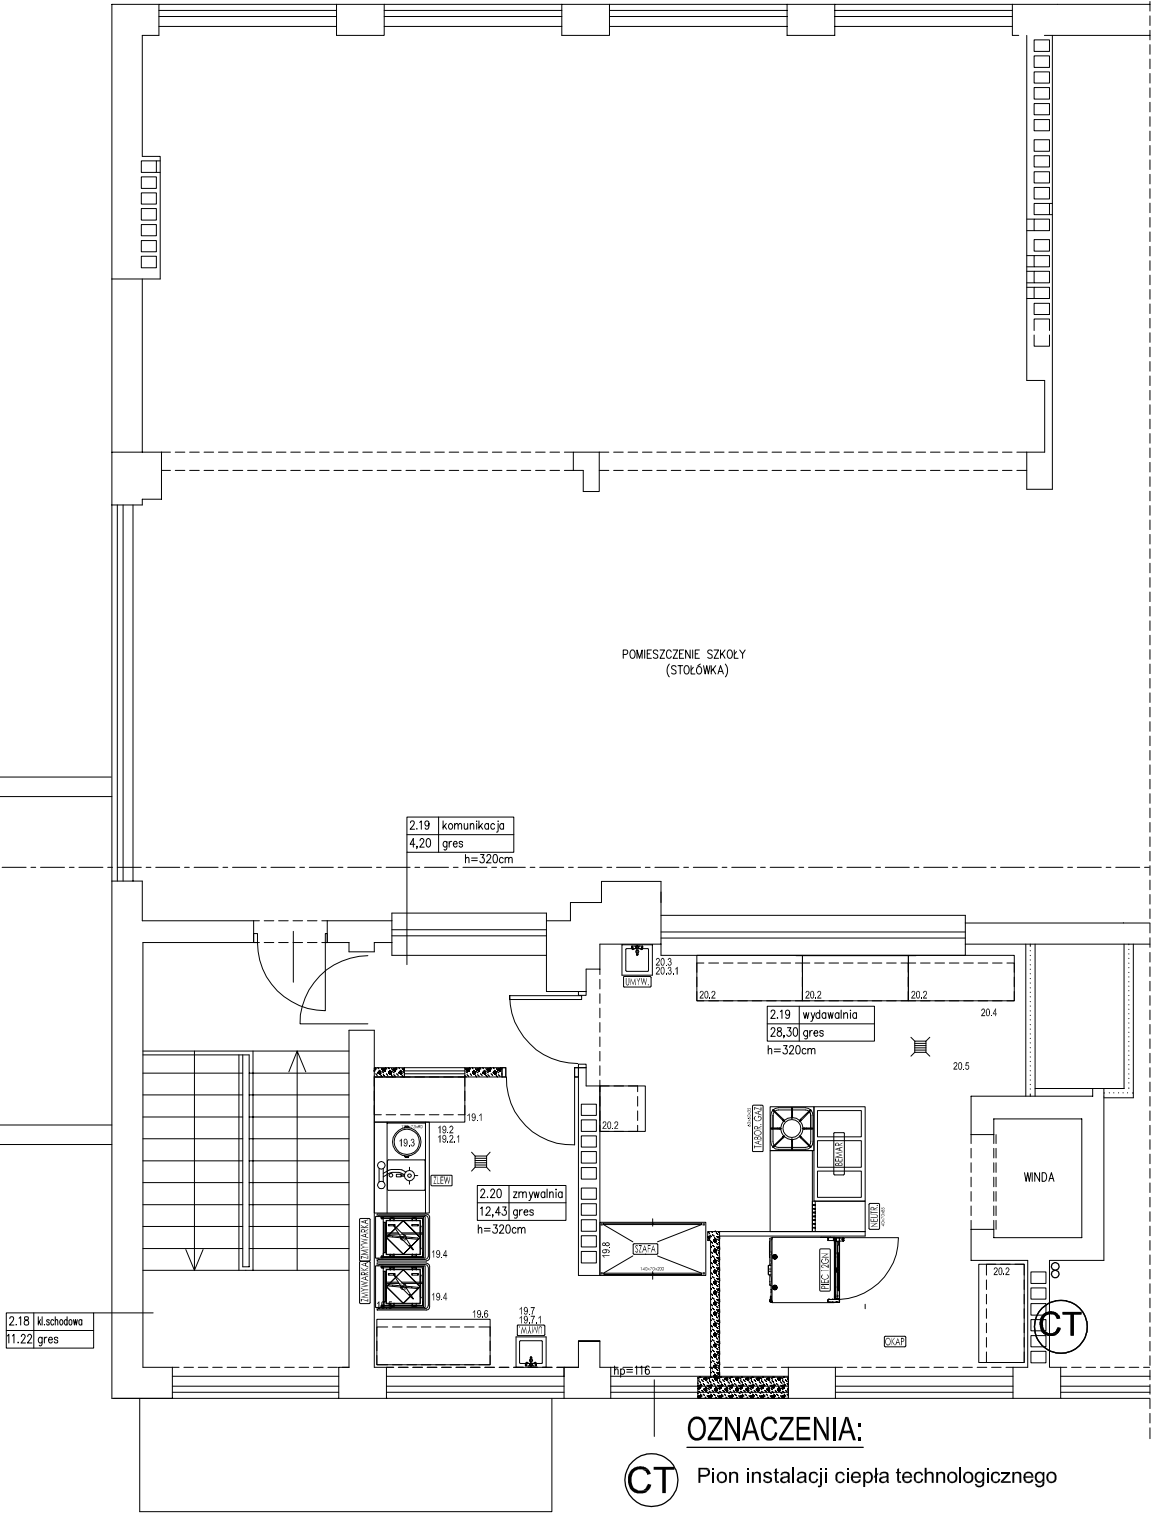 POMIESZCZENIE SZKOŁY
(STOŁÓWKA)
2.19 komunikacja
4,20 gres
h=320cm
UMYW.
20.3
20.3.1
20.2
20.2
20.2
20.4
2.19 wydawalnia
28,30 gres
h=320cm
20.5
19.1
19.2
19.2.1
19,3
ZLEW
20.2
TABOR. GAZ
BEMAR
NEUTR.
WINDA
2.20 zmywalnia
12,43 gres
h=320cm
ZMYWARKA
ZMYWARKA
19.4
19.4
19.8
SZAFA
140x70x200
PIEC 12GN
20.2
19.6
19.7
19.7.1
UMYW.
OKAP
CT
2.18 kl.schodowa
11.22 gres
hp=116
OZNACZENIA:
CT Pion instalacji ciepła technologicznego